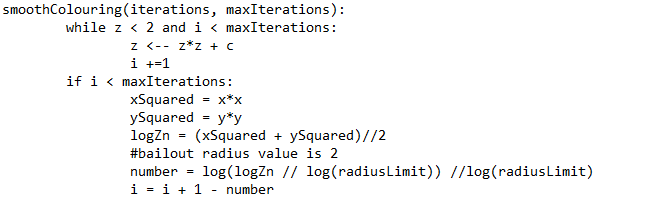 smoothColouring(iterations, maxIterations):
while z < 2 and i < maxIterations:
z <-- z*z + c
i +=1
if i < maxIterations:
xSquared = x*x
ySquared = y*y
logZn = (xSquared + ySquared)//2
#bailout radius value is 2
number = log(logZn // log(radiusLimit)) //log(radiusLimit)
i = i + 1 - number